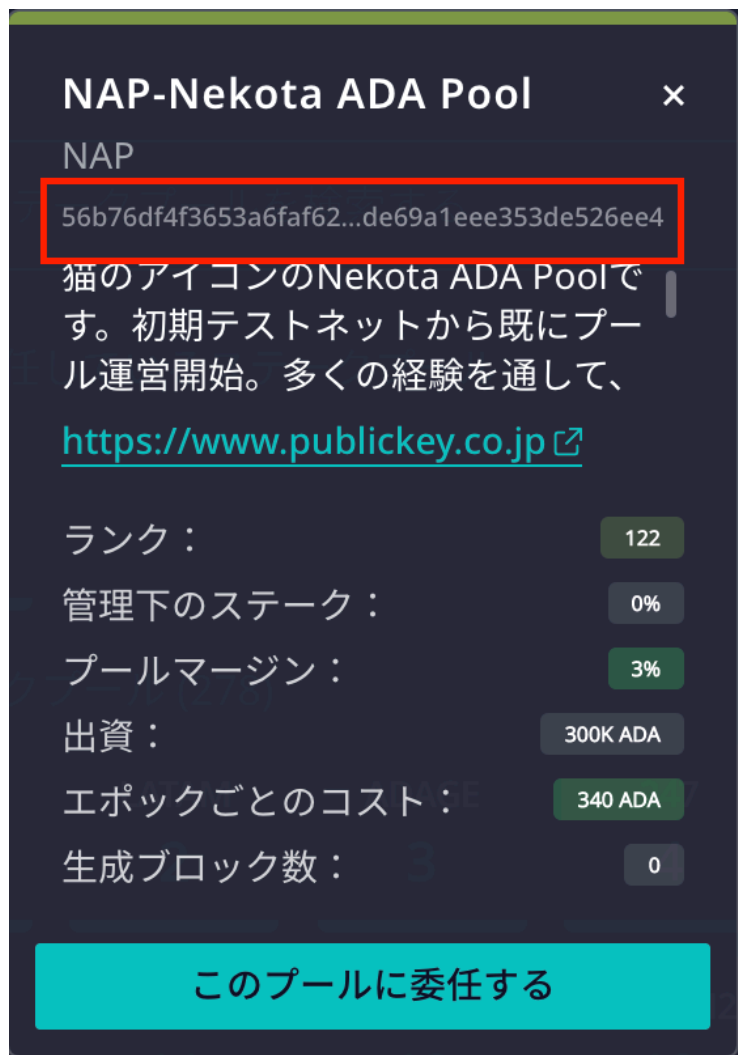 NAP-Nekota ADA Pool ×
NAP
56b76df4f3653a6faf62...de69a1eee353de526ee4
猫のアイコンのNekota ADA Poolで
す。初期テストネットから既にプー
ル運営開始。多くの経験を通して、
https://www.publickey.co.jp
ランク： 122
管理下のステーク： 0%
プールマージン： 3%
出資： 300K ADA
エポックごとのコスト： 340 ADA
生成ブロック数： 0
このプールに委任する